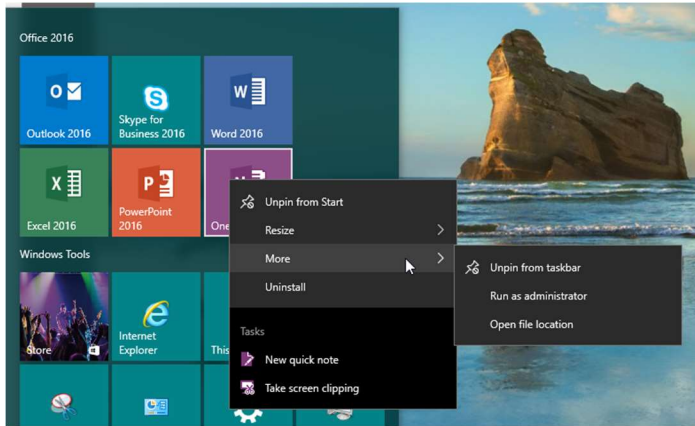 Office 2016
Outlook 2016
Skype for
Business 2016
Word 2016
Excel 2016
PowerPoint
2016
One
Windows Tools
Store
Internet
Explorer
This
Unpin from Start
Resize
More
Uninstall
Tasks
New quick note
Take screen clipping
Unpin from taskbar
Run as administrator
Open file location